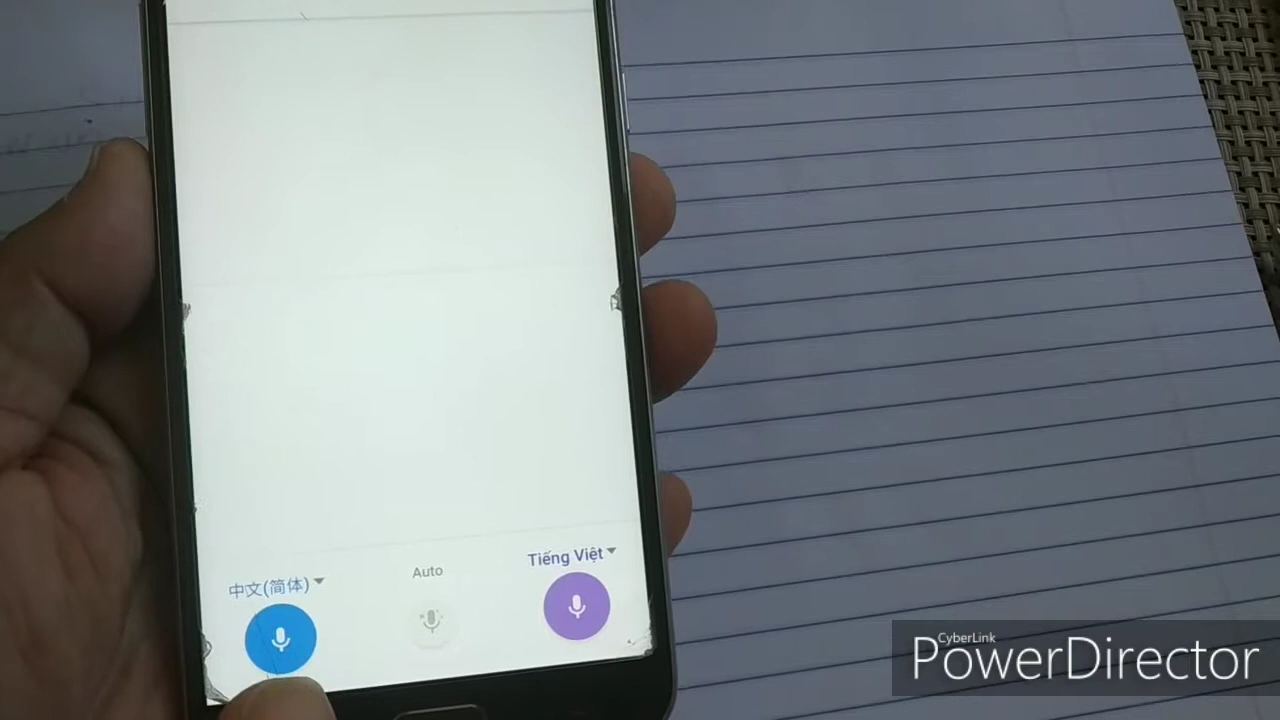 中文(简体)
Auto
Tiếng Việt
CyberLink
PowerDirector